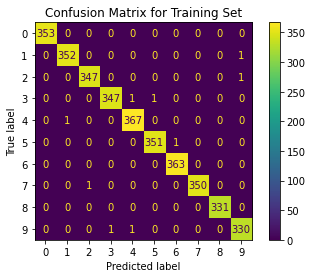 Confusion Matrix for Training Set
0 353 0 0 0 0 0 0 0 0 0
1 0 352 0 0 0 0 0 0 0 1
2 0 0 347 0 0 0 0 0 0 1
3 0 0 0 347 1 1 0 0 0 0
4 0 1 0 0 367 0 0 0 0 0
5 0 0 0 0 0 351 1 0 0 0
6 0 0 0 0 0 0 363 0 0 0
7 0 0 1 0 0 0 0 350 0 0
8 0 0 0 0 0 0 0 0 331 0
9 0 0 0 1 1 0 0 0 0 330
0 1 2 3 4 5 6 7 8 9
Predicted label
True label
350
300
250
200
150
100
50
0